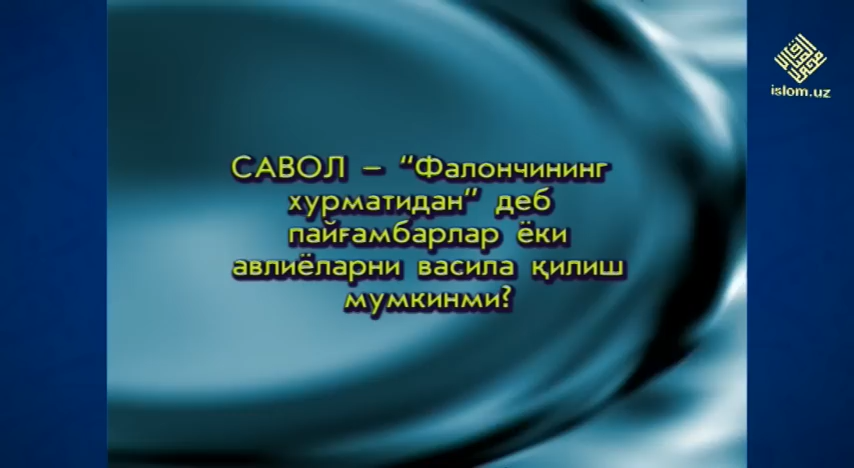 САВОЛ – “Фалончининг
хурматидан” деб
пайғамбарлар ёки
авлиёларни васила қилиш
мумкинми?
islom.uz